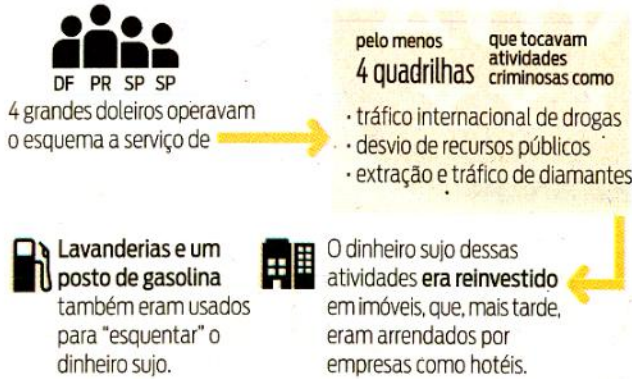 DF PR SP SP
4 grandes doleiros operavam
o esquema a serviço de
pelo menos
4 quadrilhas
que tocavam
atividades
criminosas como
· tráfico internacional de drogas
· desvio de recursos públicos
· extração e tráfico de diamantes
O dinheiro sujo dessas
atividades era reinvestido
em imóveis, que, mais tarde,
eram arrendados por
empresas como hotéis.
Lavanderias e um
posto de gasolina
também eram usados
para "esquentar" o
dinheiro sujo.